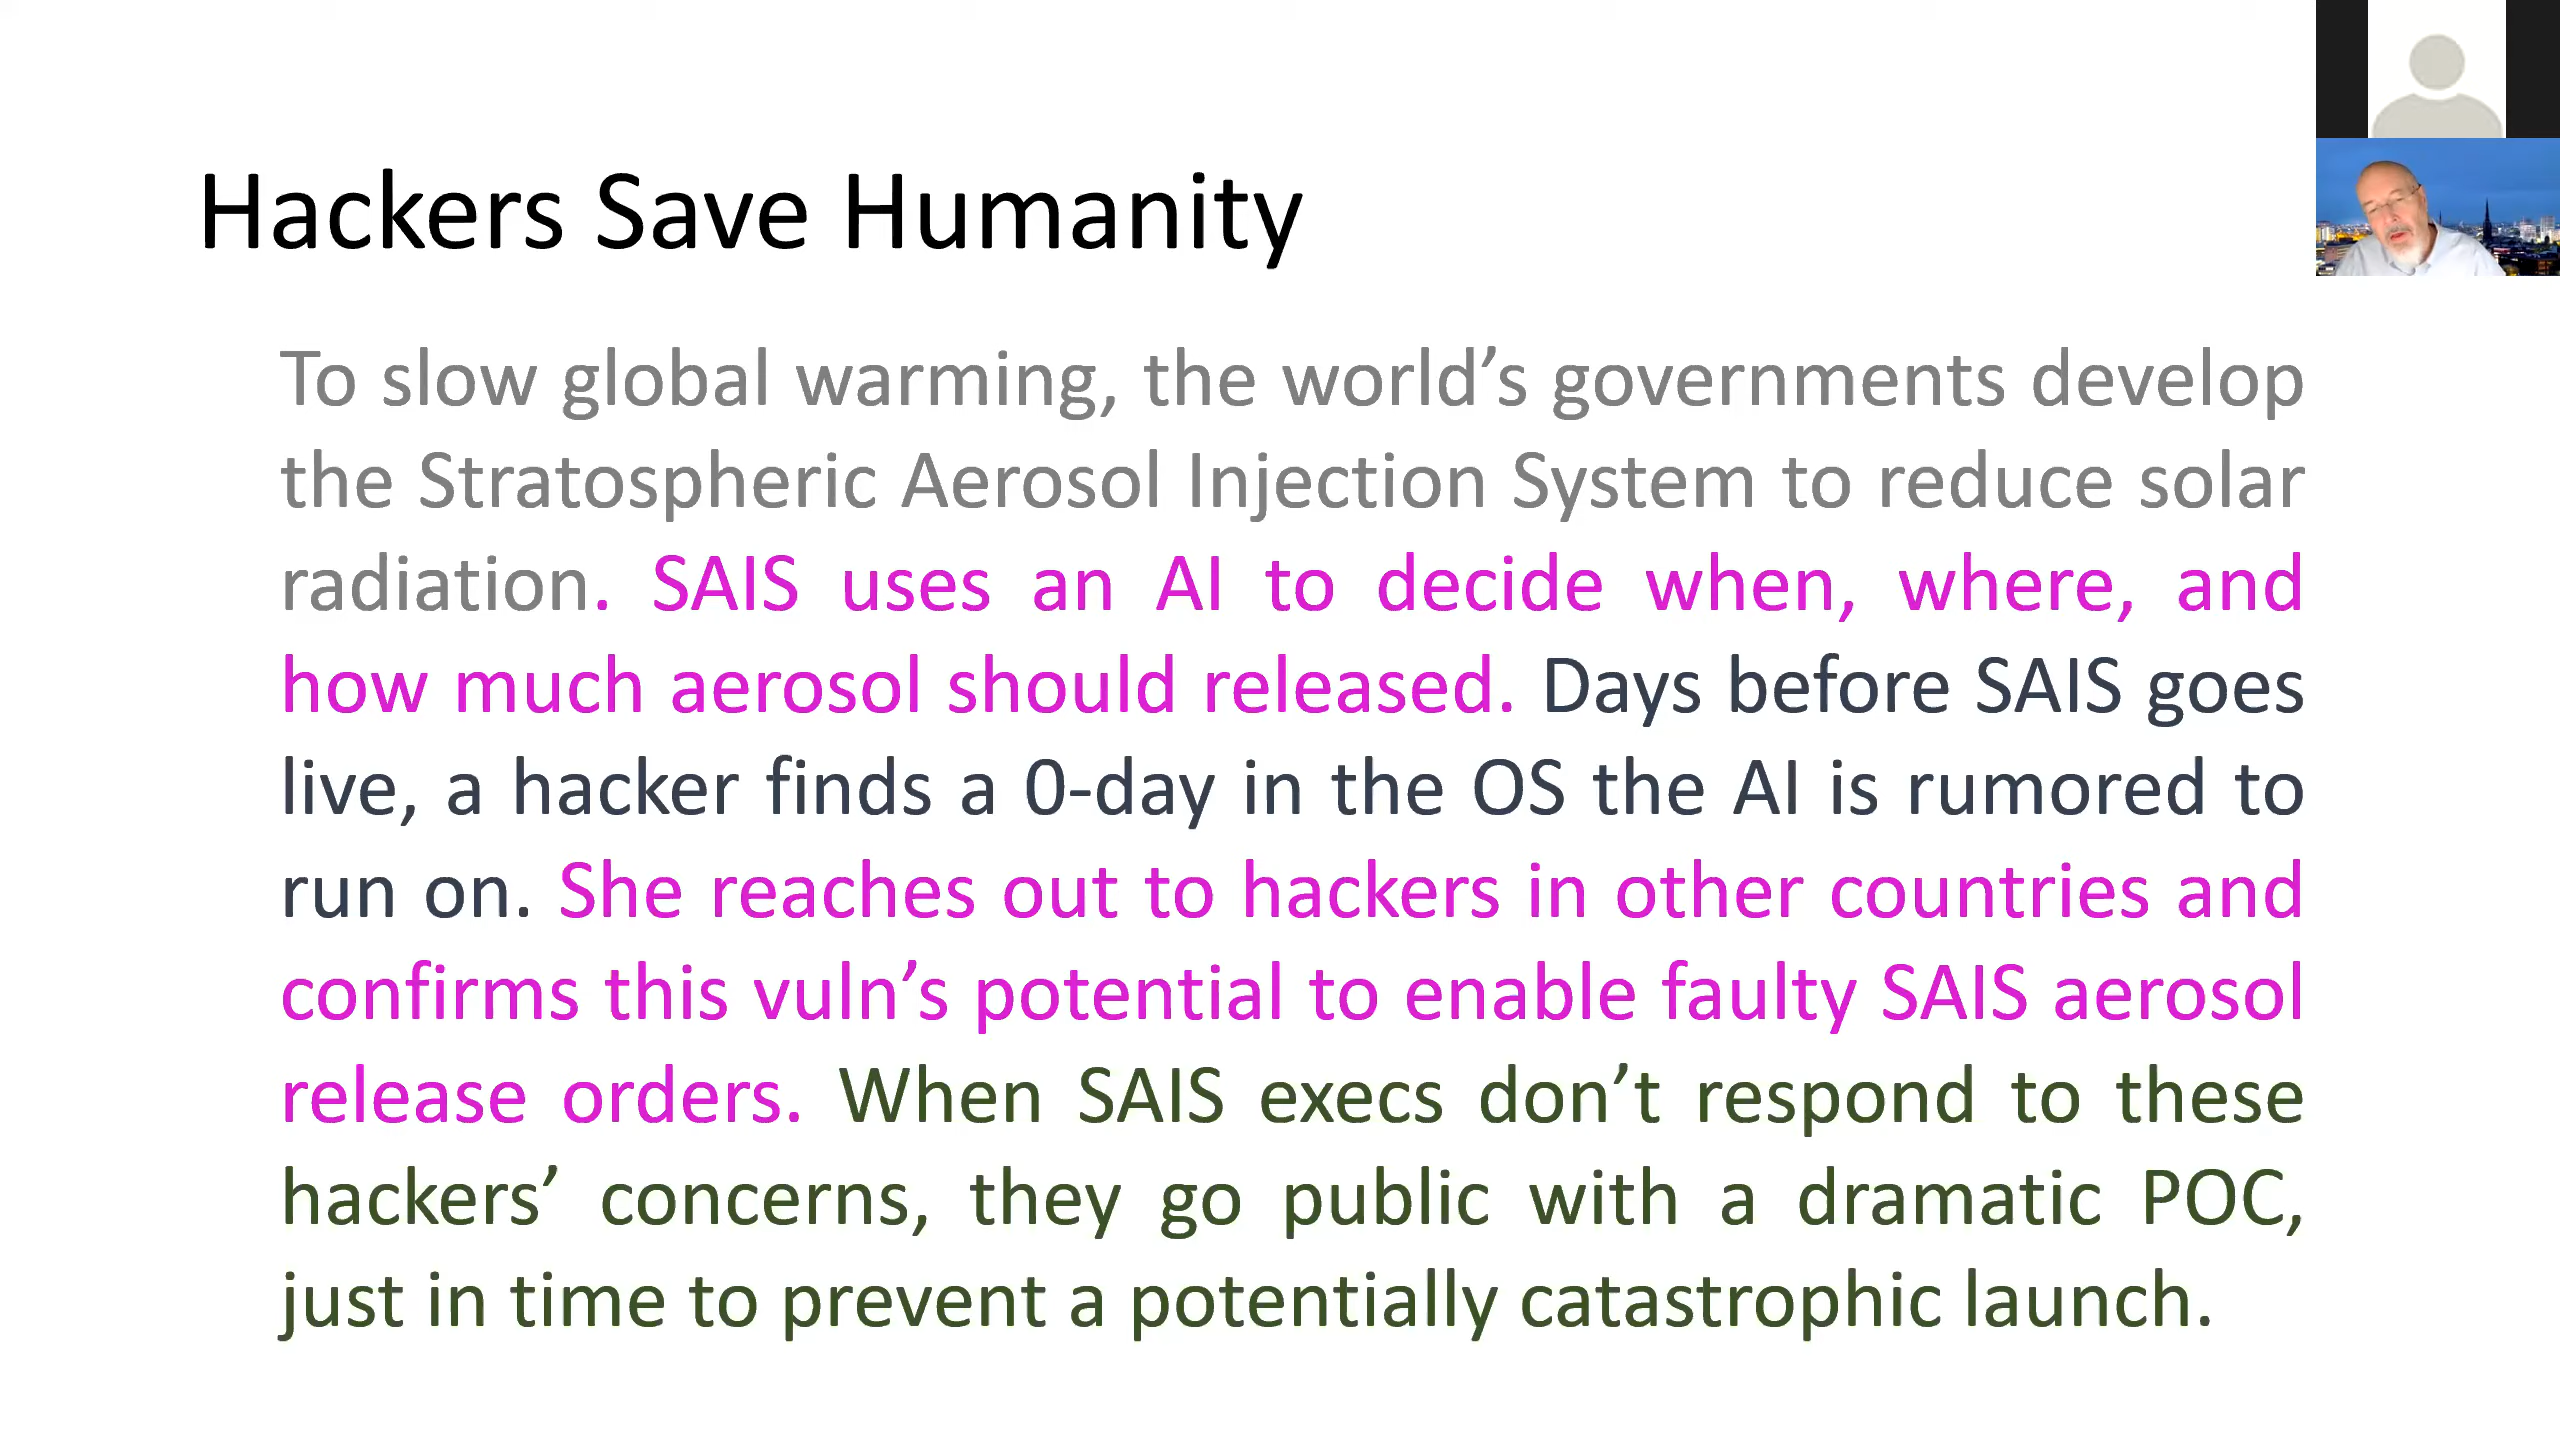 Hackers Save Humanity
To slow global warming, the world’s governments develop
the Stratospheric Aerosol Injection System to reduce solar
radiation. SAIS uses an AI to decide when, where, and
how much aerosol should released. Days before SAIS goes
live, a hacker finds a 0-day in the OS the AI is rumored to
run on. She reaches out to hackers in other countries and
confirms this vuln’s potential to enable faulty SAIS aerosol
release orders. When SAIS execs don’t respond to these
hackers’ concerns, they go public with a dramatic POC,
just in time to prevent a potentially catastrophic launch.